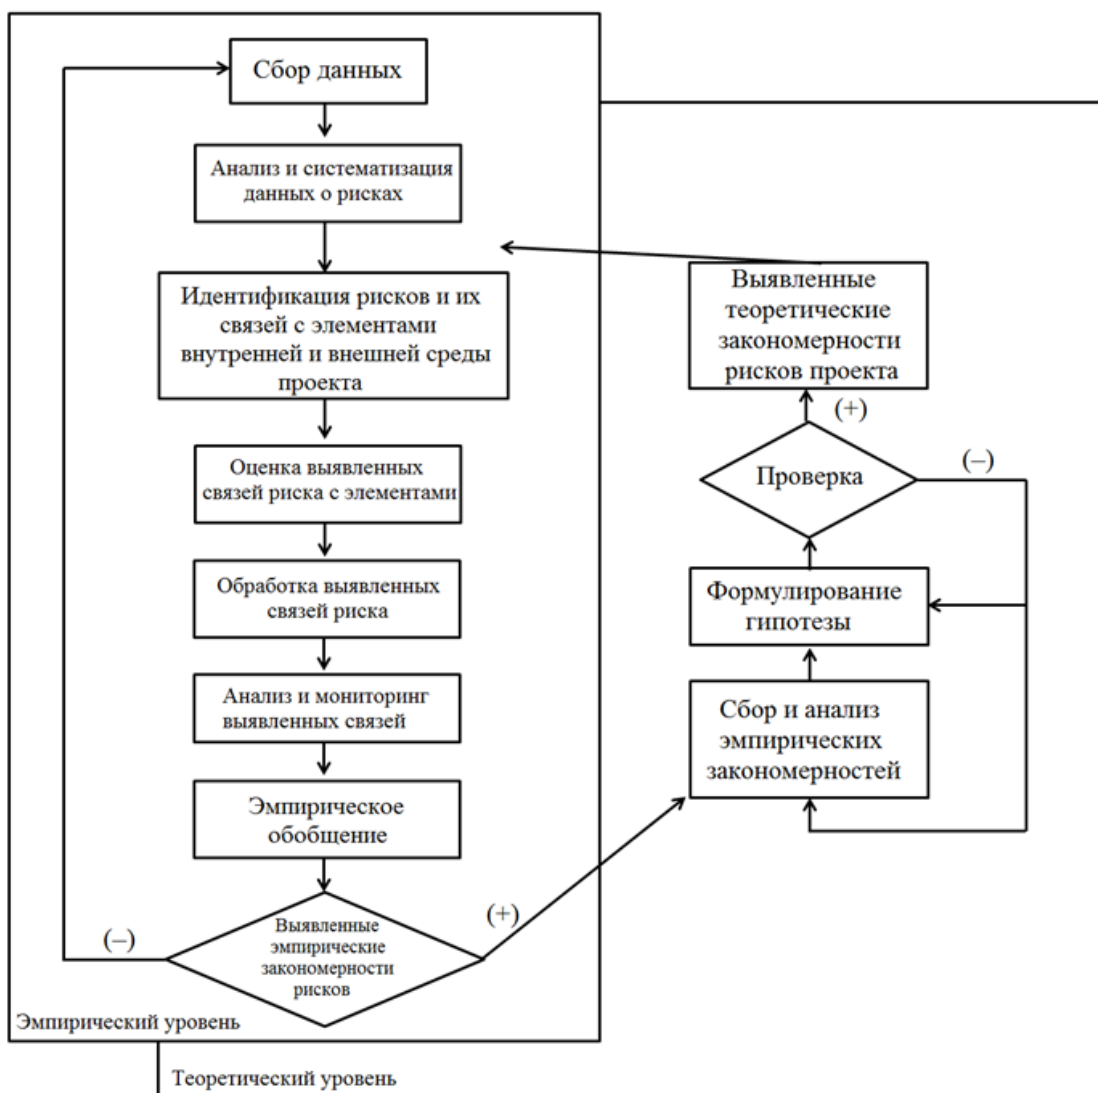 Сбор данных
Анализ и систематизация
данных о рисках
Идентификация рисков и их
связей с элементами
внутренней и внешней среды
проекта
Оценка выявленных
связей риска с элементами
Обработка выявленных
связей риска
Анализ и мониторинг
выявленных связей
Эмпирическое
обобщение
Выявленные
эмпирические
закономерности
рисков
(–)
(+)
Эмпирический уровень
Теоретический уровень
Выявленные
теоретические
закономерности
рисков проекта
(+)
Проверка
(–)
Формулирование
гипотезы
Сбор и анализ
эмпирических
закономерностей